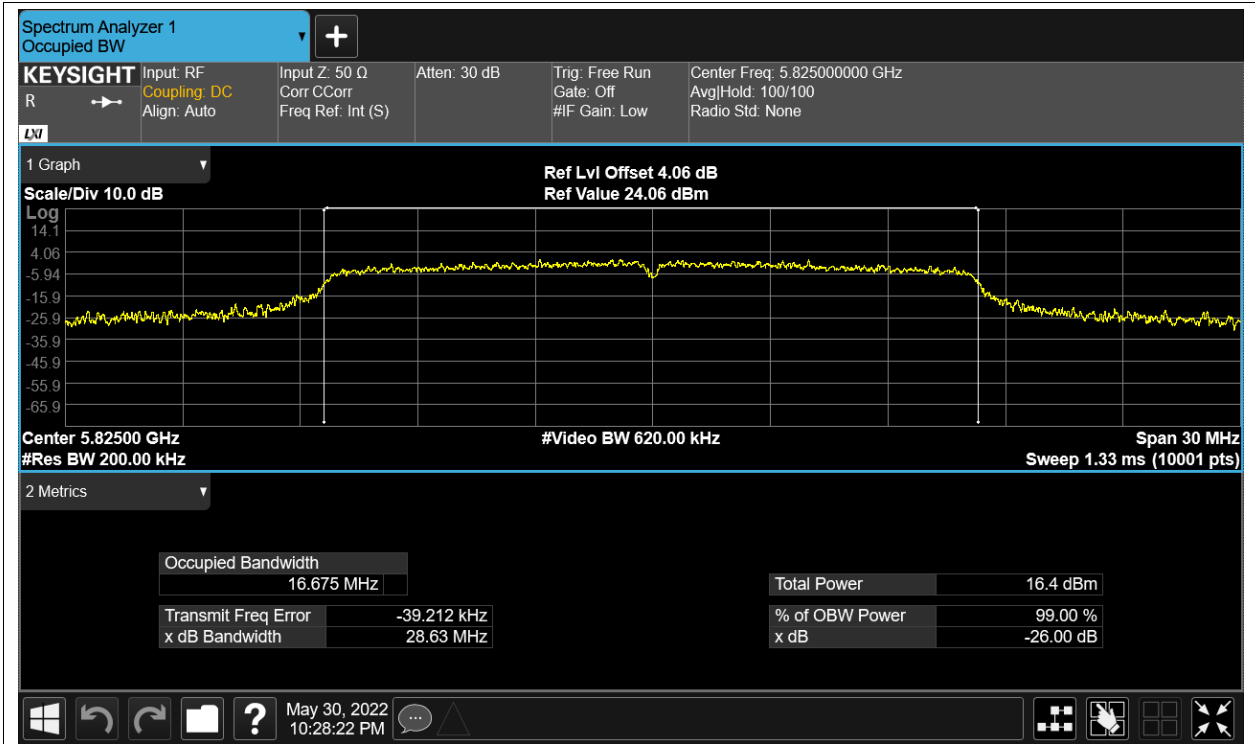 Spectrum Analyzer 1
Occupied BW
KEYSIGHT
R
LXI
Input: RF
Coupling: DC
Align: Auto
Input Z: 50 Ω
Corr CCorr
Freq Ref: Int (S)
Atten: 30 dB
Trig: Free Run
Gate: Off
#IF Gain: Low
Center Freq: 5.825000000 GHz
Avg|Hold: 100/100
Radio Std: None
1 Graph
Scale/Div 10.0 dB
Ref Lvl Offset 4.06 dB
Ref Value 24.06 dBm
Log
14.1
4.06
-5.94
-15.9
-25.9
-35.9
-45.9
-55.9
-65.9
Center 5.82500 GHz
#Video BW 620.00 kHz
Span 30 MHz
#Res BW 200.00 kHz
Sweep 1.33 ms (10001 pts)
2 Metrics
Occupied Bandwidth
16.675 MHz
Total Power 16.4 dBm
Transmit Freq Error -39.212 kHz
% of OBW Power 99.00 %
x dB Bandwidth 28.63 MHz
x dB -26.00 dB
?
May 30, 2022
10:28:22 PM